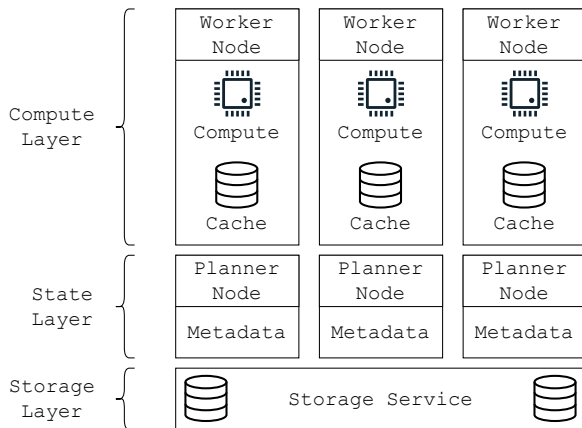 Compute
Layer
Worker
Node
Compute
Cache
Worker
Node
Compute
Cache
Worker
Node
Compute
Cache
State
Layer
Planner
Node
Metadata
Planner
Node
Metadata
Planner
Node
Metadata
Storage
Layer
Storage Service